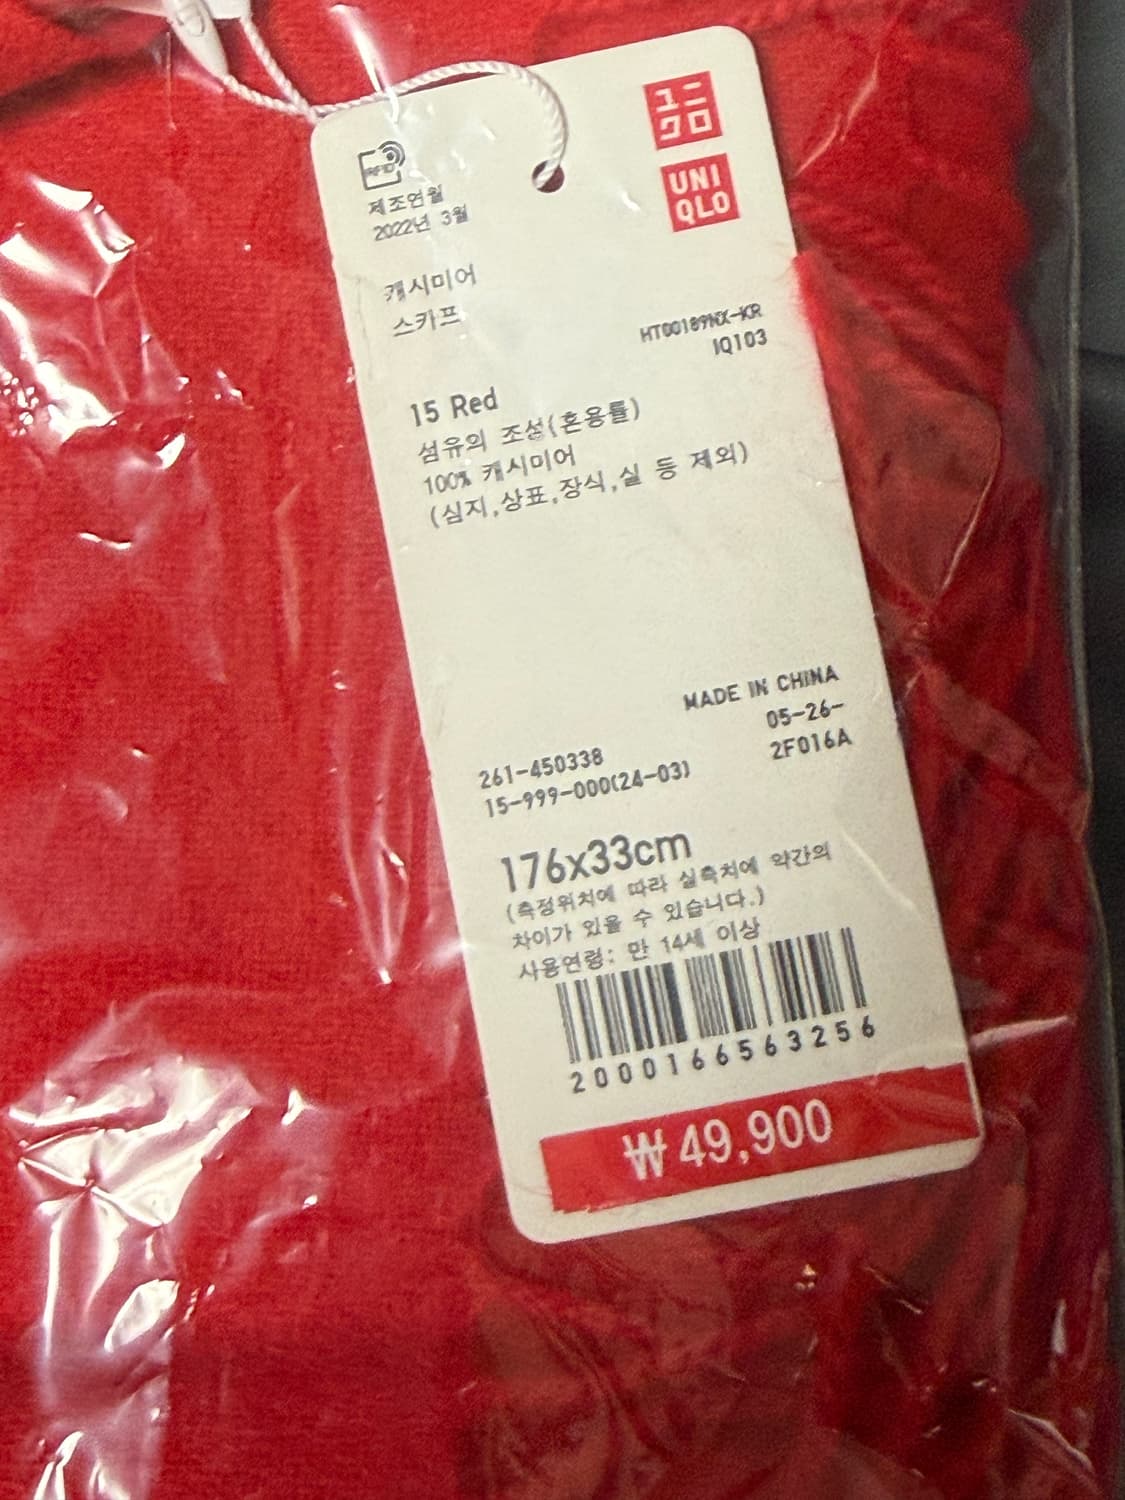 ユニ
クロ
UNI
QLO
RFID
제조연월
2022년 3월
캐시미어
스카프
HT00189NX-KR
IQ103
15 Red
섬유의 조성(혼용률)
100% 캐시미어
(심지,상표,장식,실 등 제외)
MADE IN CHINA
05-26-
2F016A
261-450338
15-999-000(24-03)
176x33cm
(측정위치에 따라 실측치에 약간의
차이가 있을 수 있습니다.)
사용연령: 만 14세 이상
2000166563256
₩ 49,900